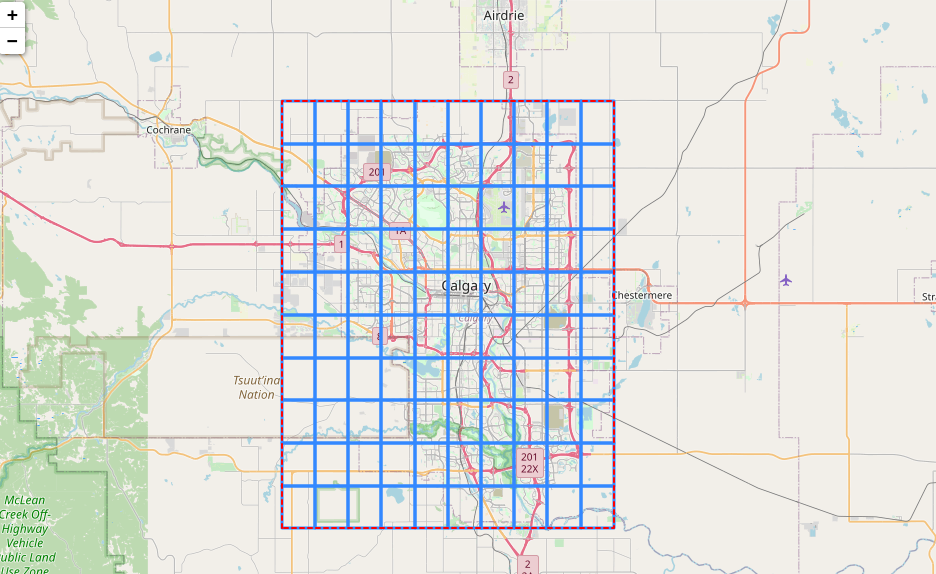 +
−
Airdrie
2
Cochrane
201
1A
1
Calgary
Chestermere
8
Tsuut'ina
Nation
201
22X
McLean
Creek Off-
Highway
Vehicle
ublic Land
Use Zone
2